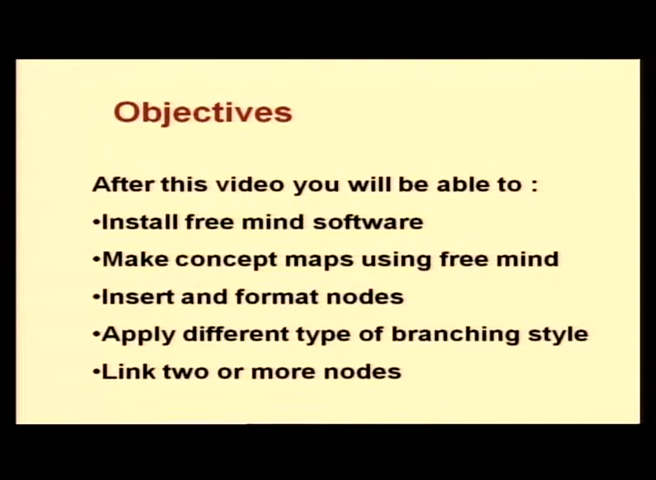 Objectives
After this video you will be able to :
•Install free mind software
•Make concept maps using free mind
•Insert and format nodes
•Apply different type of branching style
•Link two or more nodes